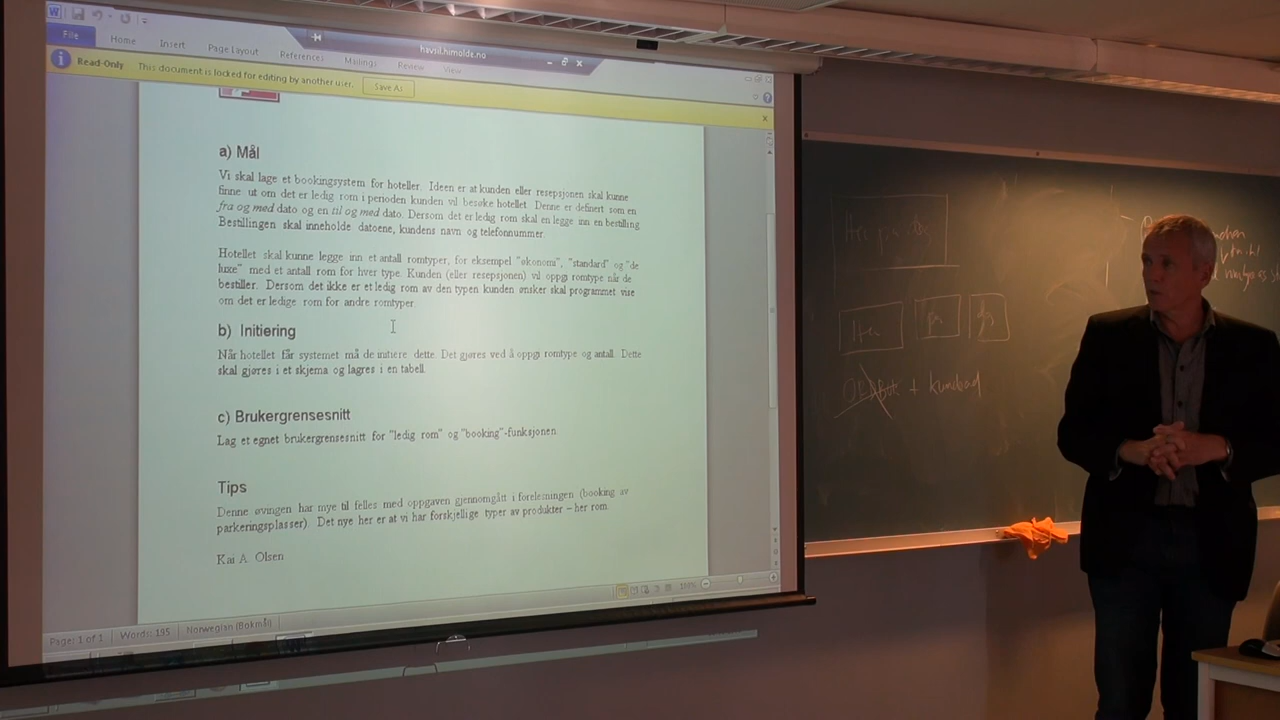 File Home Insert Page Layout References Mailings Review View
havsil.himolde.no
Read-Only This document is locked for editing by another user. Save As
a) Mål
Vi skal lage et bookingsystem for hoteller. Ideen er at kunden eller resepsjonen skal kunne
finne ut om det er ledig rom i perioden kunden vil besøke hotellet. Denne er definert som en
fra og med dato og en til og med dato. Dersom det er ledig rom skal en legge inn en bestilling
Bestillingen skal inneholde datoene, kundens navn og telefonnummer.
Hotellet skal kunne legge inn et antall romtyper, for eksempel "økonomi", "standard" og "de
luxe" med et antall rom for hver type. Kunden (eller resepsjonen) vil oppgi romtype når de
bestiller. Dersom det ikke er et ledig rom av den typen kunden ønsker skal programmet vise
om det er ledige rom for andre romtyper.
b) Initiering
Når hotellet får systemet må de initiere dette. Det gjøres ved å oppgi romtype og antall. Dette
skal gjøres i et skjema og lagres i en tabell.
c) Brukergrensesnitt
Lag et egnet brukergrensesnitt for "ledig rom" og "booking"-funksjonen.
Tips
Denne øvingen har mye til felles med oppgaven gjennomgått i forelesningen (booking av
parkeringsplasser). Det nye her er at vi har forskjellige typer av produkter – her rom.
Kai A. Olsen
Page: 1 of 1 Words: 195 Norwegian (Bokmål)
Hei på deg
Hei på deg